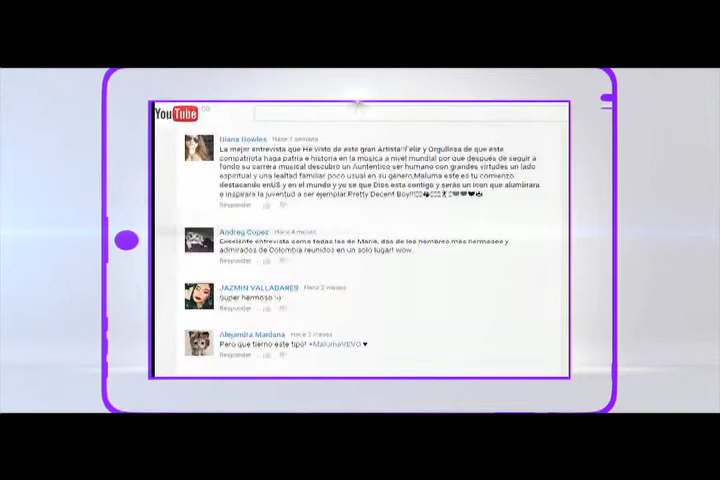 YouTube CO
Diana Dowles Hace 1 semana
La mejor entrevista que He visto de este gran Artista!!Feliz y Orgullosa de que este
compatriota haga patria e historia en la música a nivel mundial por que después de seguir a
fondo su carrera musical descubro un Auntentico ser humano con grandes virtudes un lado
espiritual y una lealtad familiar poco usual en su género,Maluma este es tu comienzo
destacando enUS y en el mundo y yo se que Dios esta contigo y serás un icon que alumbrara
e inspirara la juventud a ser ejemplar.Pretty Decent Boy!!
Responder
Andrey Copez Hace 4 meses
Exelente entrevista como todas las de Maria, dos de los hombres más hermosos y
admirados de Colombia reunidos en un solo lugar! wow.
Responder
JAZMIN VALLADARES Hace 2 meses
Super hermoso :-)
Responder
Alejandra Mardana Hace 3 meses
Pero que tierno este tipo! +MalumaVEVO ♥
Responder